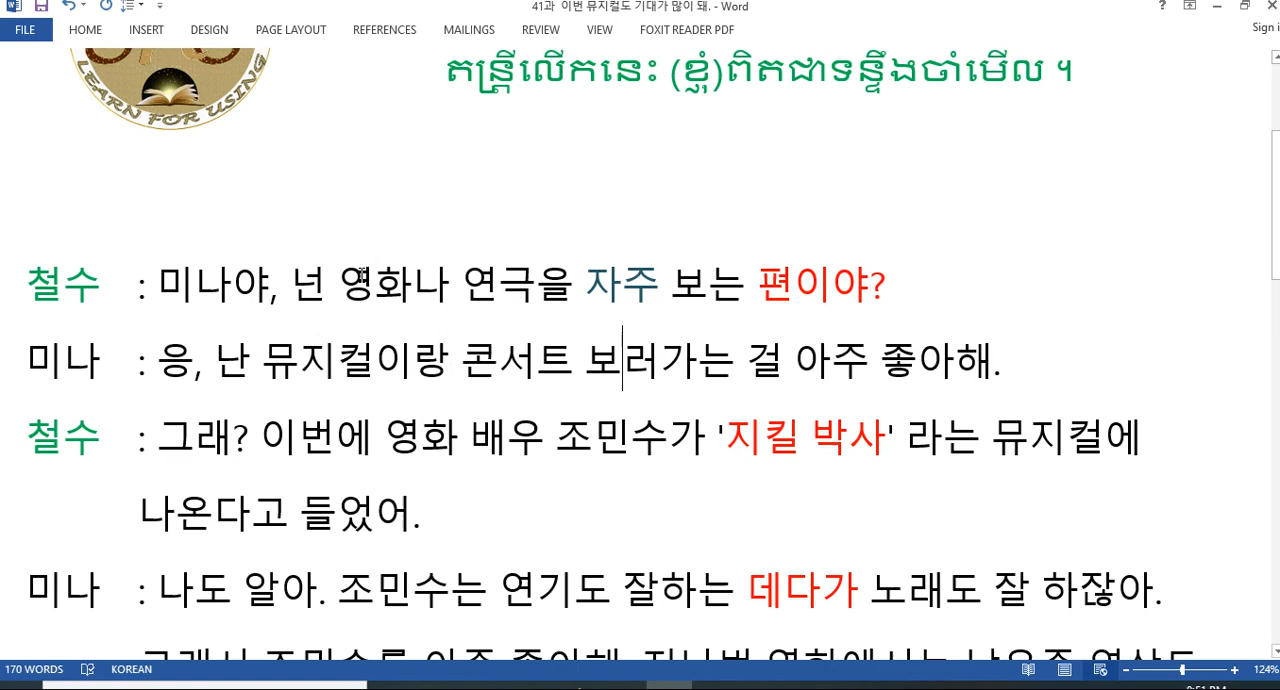 41과 이번 뮤지컬도 기대가 많이 돼. - Word
FILE HOME INSERT DESIGN PAGE LAYOUT REFERENCES MAILINGS REVIEW VIEW FOXIT READER PDF Sign i
LEARN FOR USING
តន្ត្រីលើកនេះ (ខ្ញុំ)ពិតជាទន្ទឹងចាំមើល ។
철수 : 미나야, 넌 영화나 연극을 자주 보는 편이야?
미나 : 응, 난 뮤지컬이랑 콘서트 보러가는 걸 아주 좋아해.
철수 : 그래? 이번에 영화 배우 조민수가 '지킬 박사' 라는 뮤지컬에
나온다고 들었어.
미나 : 나도 알아. 조민수는 연기도 잘하는 데다가 노래도 잘 하잖아.
170 WORDS KOREAN 124%